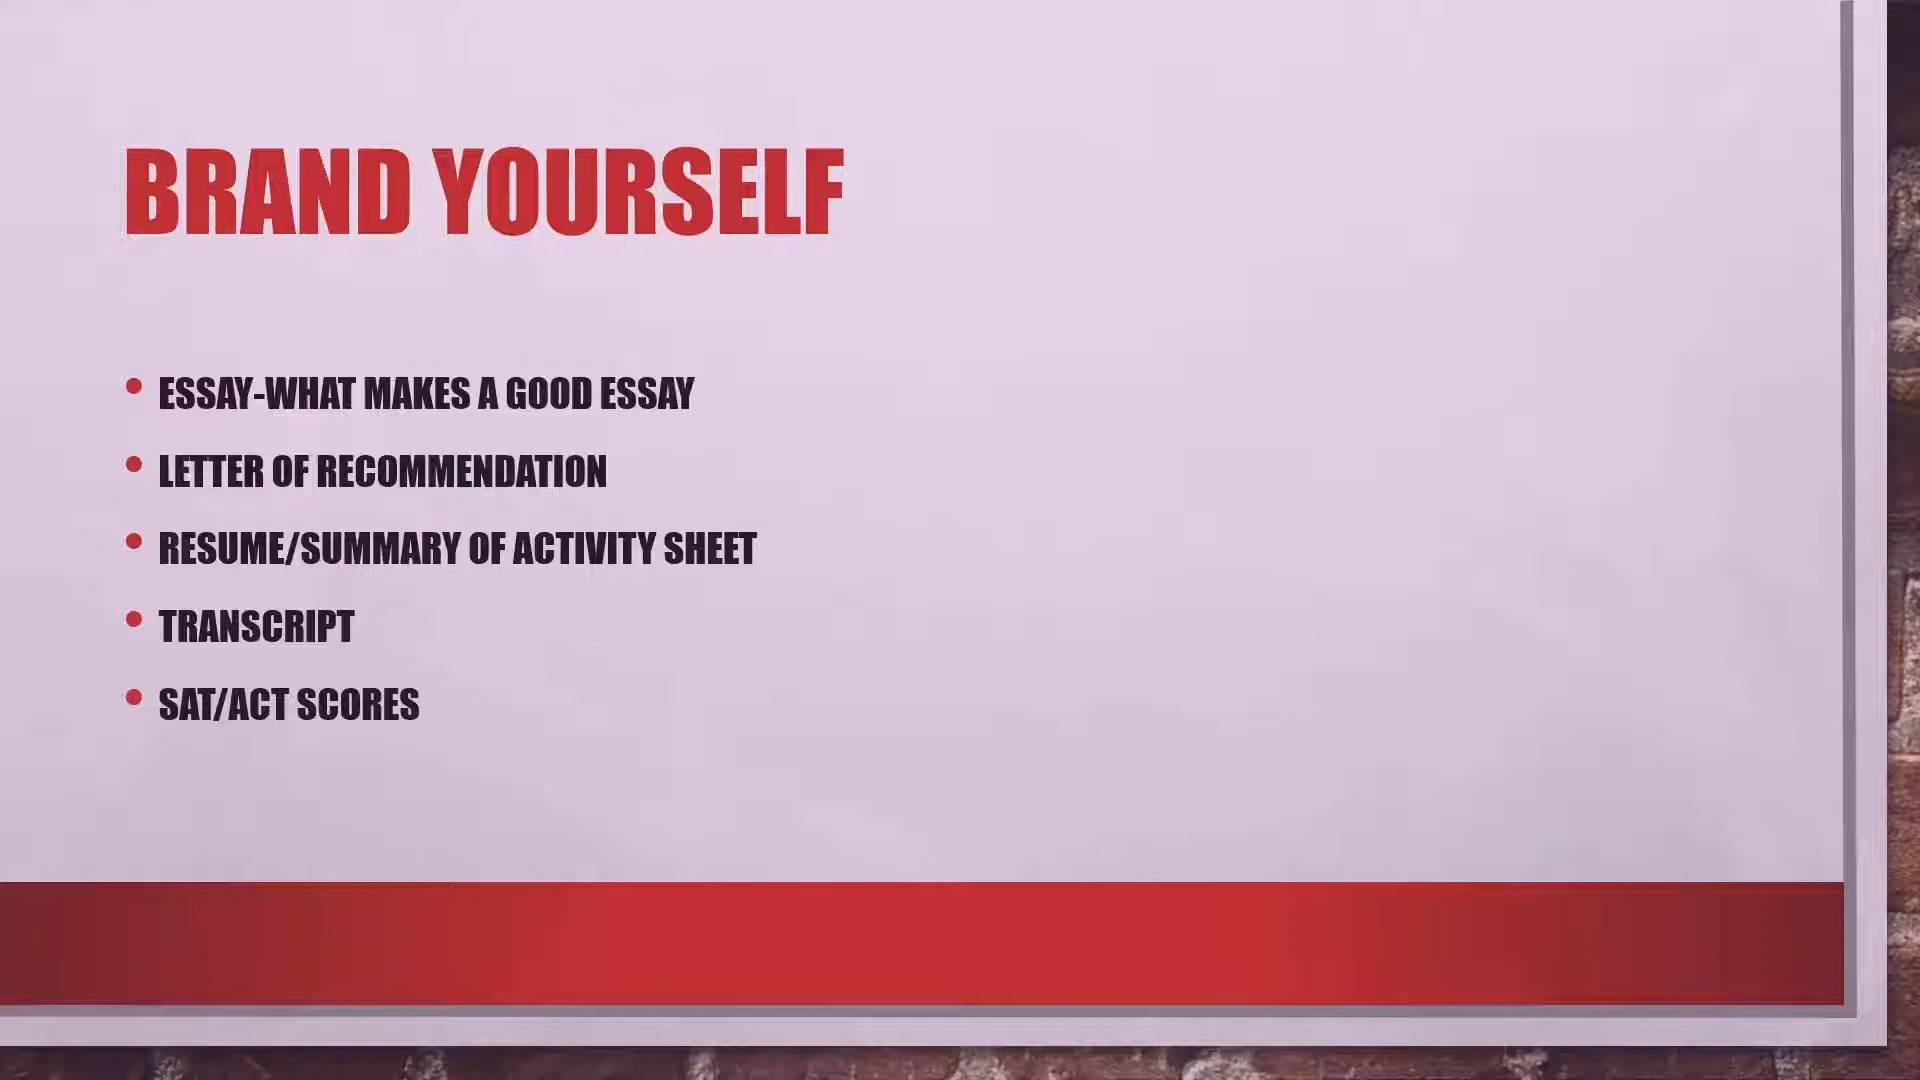 BRAND YOURSELF
• ESSAY-WHAT MAKES A GOOD ESSAY
• LETTER OF RECOMMENDATION
• RESUME/SUMMARY OF ACTIVITY SHEET
• TRANSCRIPT
• SAT/ACT SCORES